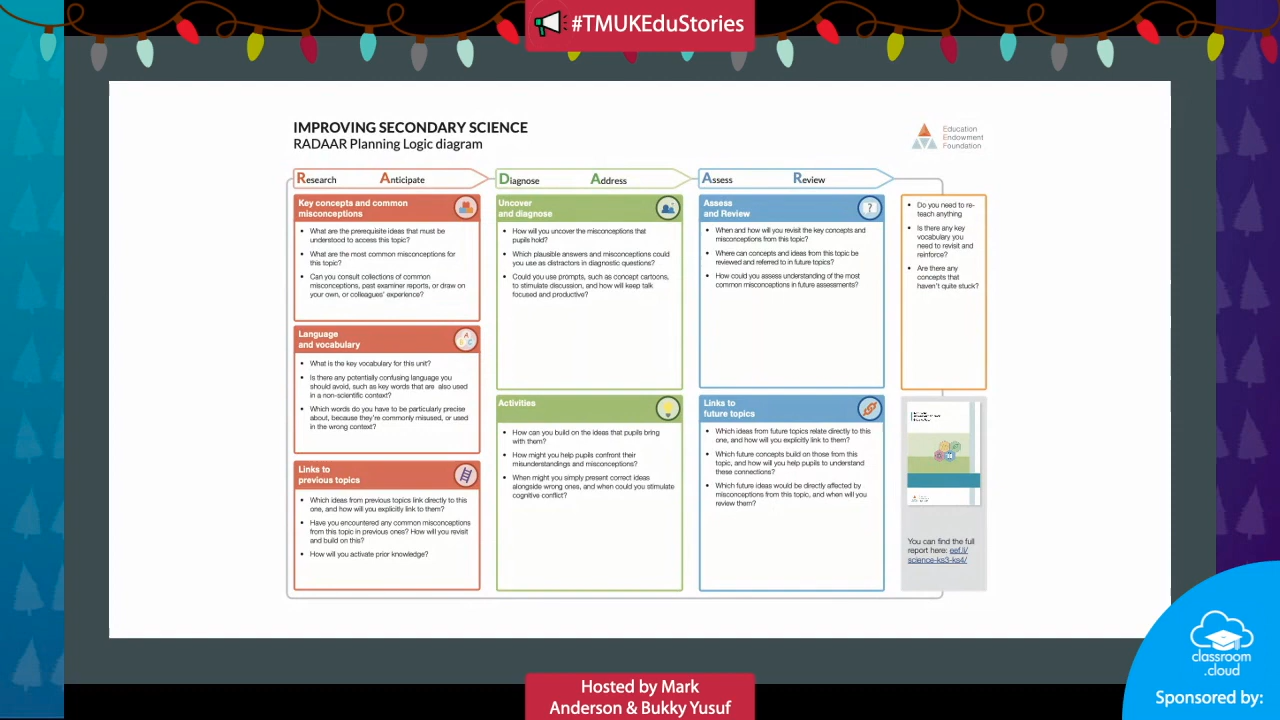 #TMUKEduStories
IMPROVING SECONDARY SCIENCE
RADAAR Planning Logic diagram
Education
Endowment
Foundation
Research
Anticipate
Diagnose
Address
Assess
Review
Key concepts and common
misconceptions
• What are the prerequisite ideas that must be
understood to access this topic?
• What are the most common misconceptions for
this topic?
• Can you consult collections of common
misconceptions, past examiner reports, or draw on
your own, or colleagues' experience?
Language
and vocabulary
A
B C
• What is the key vocabulary for this unit?
• Is there any potentially confusing language you
should avoid, such as key words that are also used
in a non-scientific context?
• Which words do you have to be particularly precise
about, because they're commonly misused, or used
in the wrong context?
Links to
previous topics
• Which ideas from previous topics link directly to this
one, and how will you explicitly link to them?
• Have you encountered any common misconceptions
from this topic in previous ones? How will you revisit
and build on this?
• How will you activate prior knowledge?
Uncover
and diagnose
• How will you uncover the misconceptions that
pupils hold?
• Which plausible answers and misconceptions could
you use as distractors in diagnostic questions?
• Could you use prompts, such as concept cartoons,
to stimulate discussion, and how will keep talk
focused and productive?
Activities
• How can you build on the ideas that pupils bring
with them?
• How might you help pupils confront their
misunderstandings and misconceptions?
• When might you simply present correct ideas
alongside wrong ones, and when could you stimulate
cognitive conflict?
Assess
and Review
?
• When and how will you revisit the key concepts and
misconceptions from this topic?
• Where can concepts and ideas from this topic be
reviewed and referred to in future topics?
• How could you assess understanding of the most
common misconceptions in future assessments?
Links to
future topics
• Which ideas from future topics relate directly to this
one, and how will you explicitly link to them?
• Which future concepts build on those from this
topic, and how will you help pupils to understand
these connections?
• Which future ideas would be directly affected by
misconceptions from this topic, and when will you
review them?
• Do you need to re-
teach anything
• Is there any key
vocabulary you
need to revisit and
reinforce?
• Are there any
concepts that
haven't quite stuck?
You can find the full
report here: eef.li/
science-ks3-ks4/
classroom
.cloud
Sponsored by:
Hosted by Mark
Anderson & Bukky Yusuf